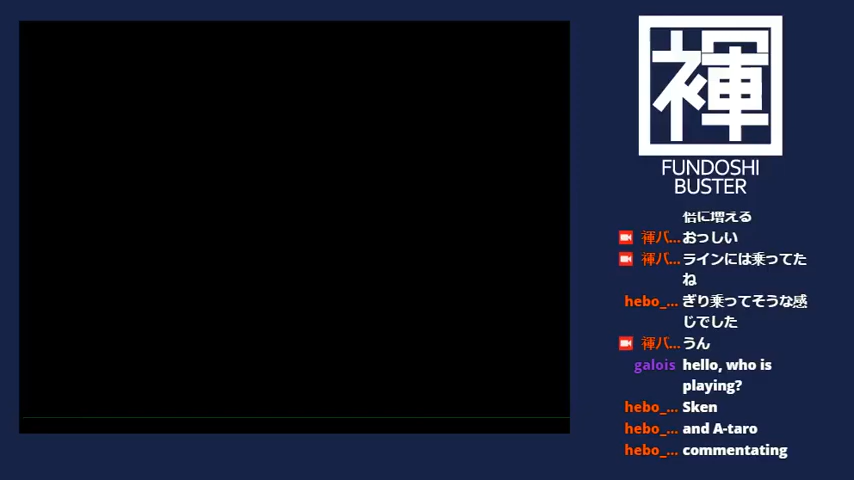 褌
FUNDOSHI
BUSTER
倍に増える
褌バ... おっしい
褌バ... ラインには乗ってた
ね
hebo_... ぎり乗ってそうな感
じでした
褌バ... うん
galois hello, who is
playing?
hebo_... Sken
hebo_... and A-taro
hebo_... commentating